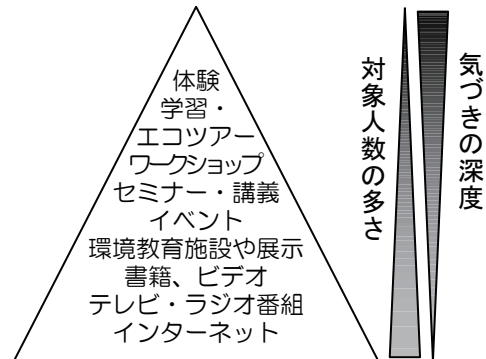 体験
学習・
エコツアー
ワークショップ
セミナー・講義
イベント
環境教育施設や展示
書籍、ビデオ
テレビ・ラジオ番組
インターネット
対象人数の多さ
気づきの深度